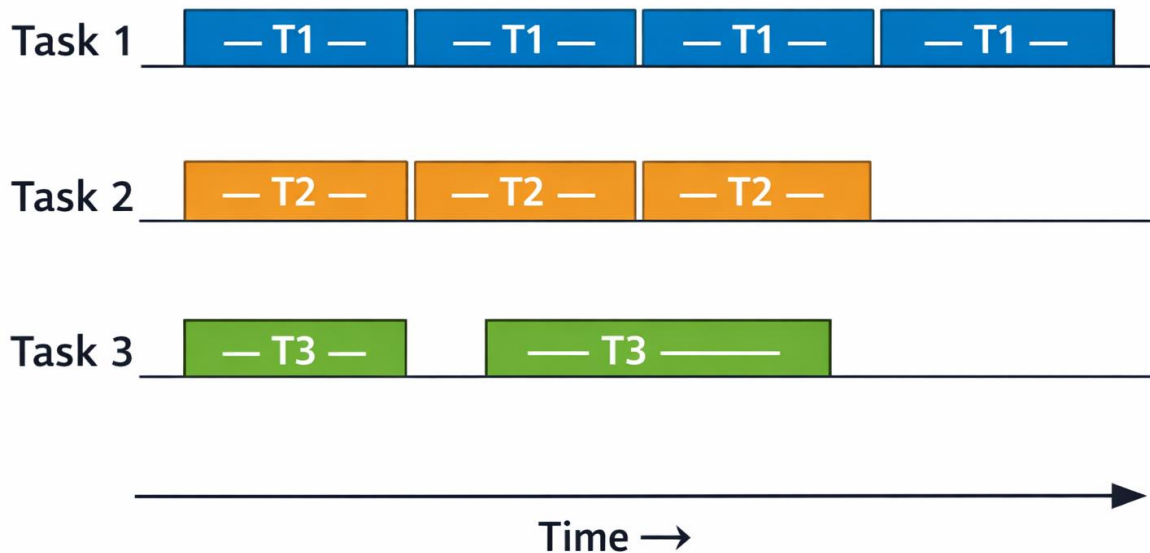 Task 1 — T1 — — T1 — — T1 — — T1 —
Task 2 — T2 — — T2 — — T2 —
Task 3 — T3 — — T3 —
Time →